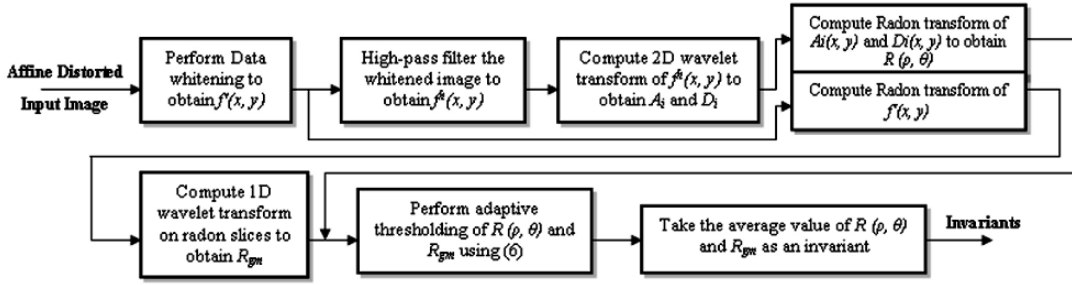 Affine Distorted
Input Image
Perform Data
whitening to
obtain f'(x, y)
High-pass filter the
whitened image to
obtain fʰ(x, y)
Compute 2D wavelet
transform of fʰ(x, y) to
obtain Aᵢ and Dᵢ
Compute Radon transform of
Ai(x, y) and Di(x, y) to obtain
R (ρ, θ)
Compute Radon transform of
f'(x, y)
Compute 1D
wavelet transform
on radon slices to
obtain R_gm
Perform adaptive
thresholding of R (ρ, θ) and
R_gm using (6)
Take the average value of R (ρ, θ)
and R_gm as an invariant
Invariants